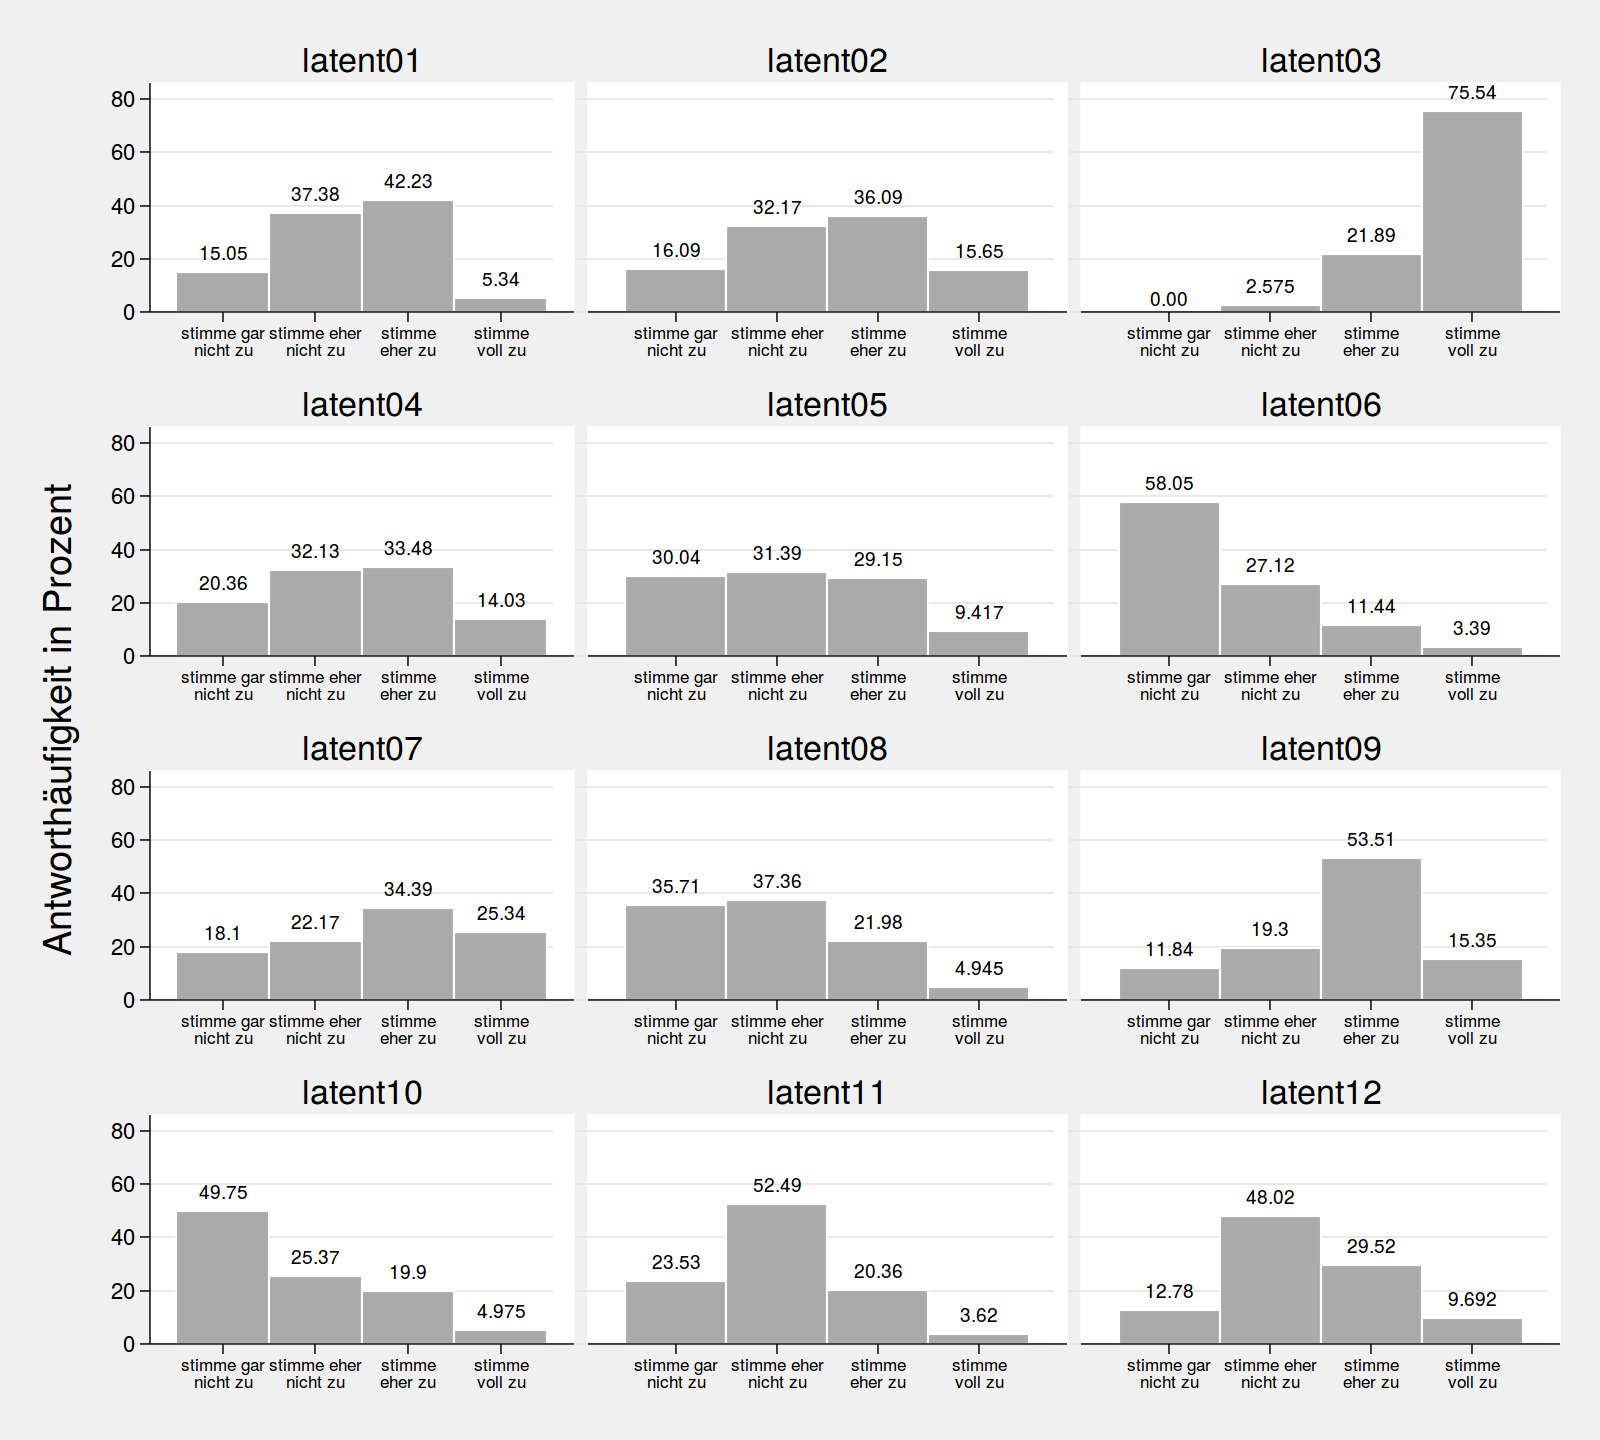 latent01 latent02 latent03
80
60
40
20
0
15.05 37.38 42.23 5.34
16.09 32.17 36.09 15.65
0.00 2.575 21.89 75.54
stimme gar stimme eher stimme stimme
nicht zu nicht zu eher zu voll zu
stimme gar stimme eher stimme stimme
nicht zu nicht zu eher zu voll zu
stimme gar stimme eher stimme stimme
nicht zu nicht zu eher zu voll zu
Antworthäufigkeit in Prozent
latent04 latent05 latent06
80
60
40
20
0
20.36 32.13 33.48 14.03
30.04 31.39 29.15 9.417
58.05 27.12 11.44 3.39
stimme gar stimme eher stimme stimme
nicht zu nicht zu eher zu voll zu
stimme gar stimme eher stimme stimme
nicht zu nicht zu eher zu voll zu
stimme gar stimme eher stimme stimme
nicht zu nicht zu eher zu voll zu
latent07 latent08 latent09
80
60
40
20
0
18.1 22.17 34.39 25.34
35.71 37.36 21.98 4.945
11.84 19.3 53.51 15.35
stimme gar stimme eher stimme stimme
nicht zu nicht zu eher zu voll zu
stimme gar stimme eher stimme stimme
nicht zu nicht zu eher zu voll zu
stimme gar stimme eher stimme stimme
nicht zu nicht zu eher zu voll zu
latent10 latent11 latent12
80
60
40
20
0
49.75 25.37 19.9 4.975
23.53 52.49 20.36 3.62
12.78 48.02 29.52 9.692
stimme gar stimme eher stimme stimme
nicht zu nicht zu eher zu voll zu
stimme gar stimme eher stimme stimme
nicht zu nicht zu eher zu voll zu
stimme gar stimme eher stimme stimme
nicht zu nicht zu eher zu voll zu